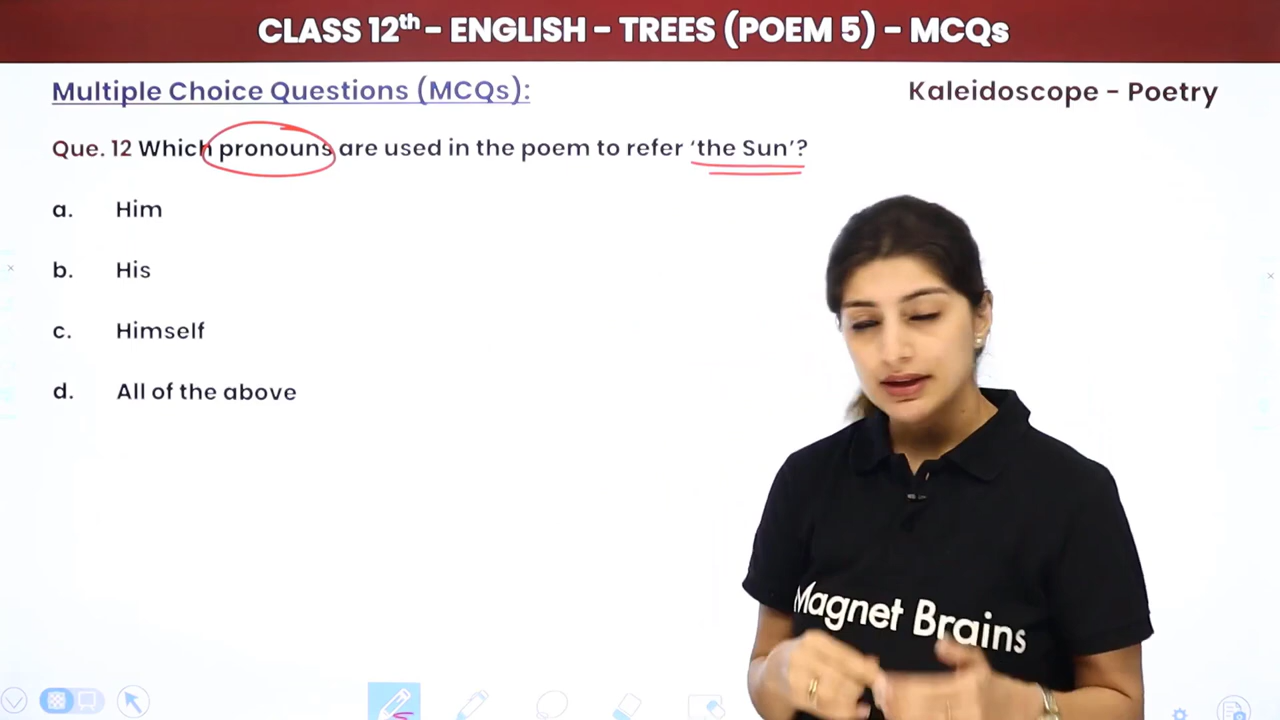 CLASS 12th – ENGLISH – TREES (POEM 5) – MCQs
Multiple Choice Questions (MCQs):
Kaleidoscope – Poetry
Que. 12 Which pronouns are used in the poem to refer ‘the Sun’?
a. Him
b. His
c. Himself
d. All of the above
Magnet Brains